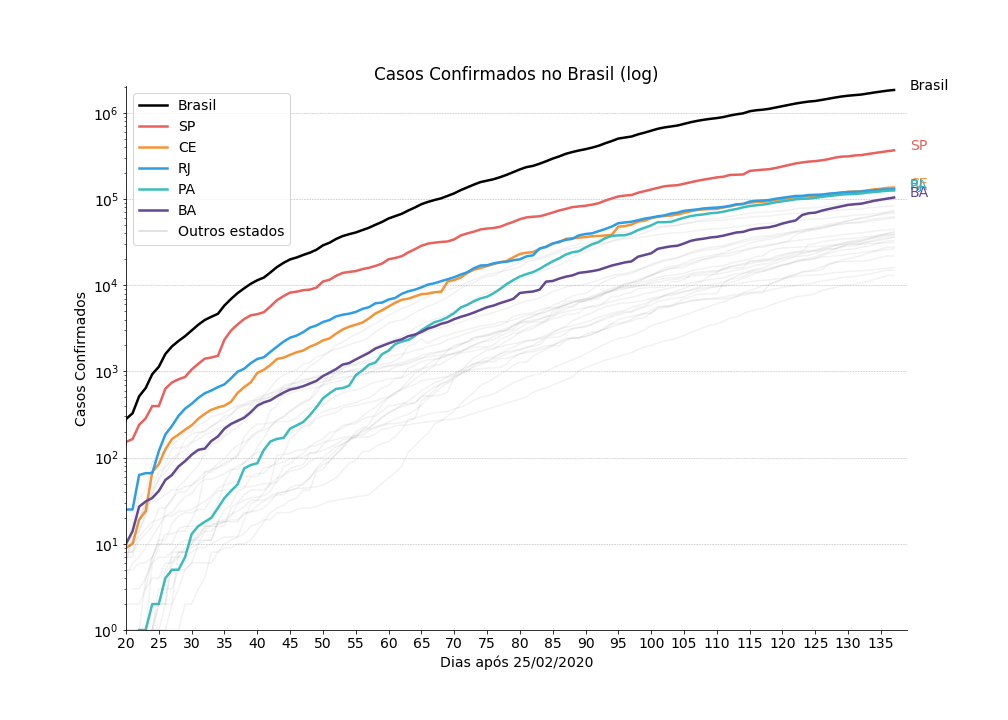 Casos Confirmados no Brasil (log)
Brasil
SP
CE
RJ
PA
BA
Outros estados
Brasil
SP
CE
RJ
PA
BA
Casos Confirmados
10^6
10^5
10^4
10^3
10^2
10^1
10^0
20 25 30 35 40 45 50 55 60 65 70 75 80 85 90 95 100 105 110 115 120 125 130 135
Dias após 25/02/2020